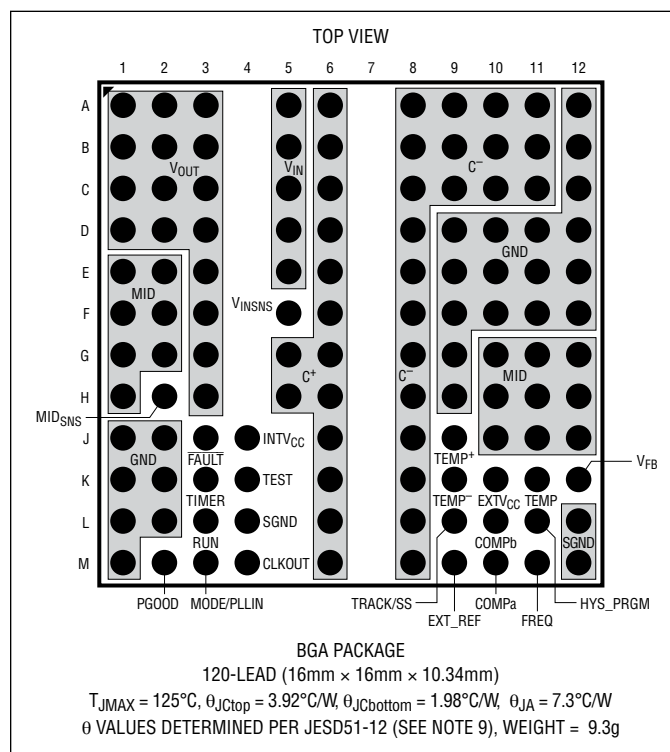 TOP VIEW
1 2 3 4 5 6 7 8 9 10 11 12
A
B
C
D
E
F
G
H
J
K
L
M
VOUT
VIN
C–
GND
MID
VINSNS
C+
C–
MID
MIDSNS
GND
FAULT
INTVCC
TEMP+
VFB
TIMER
TEST
TEMP–
EXTVCC
TEMP
RUN
SGND
COMPb
SGND
CLKOUT
PGOOD
MODE/PLLIN
TRACK/SS
EXT_REF
COMPa
FREQ
HYS_PRGM
BGA PACKAGE
120-LEAD (16mm × 16mm × 10.34mm)
TJMAX = 125°C, θJCtop = 3.92°C/W, θJCbottom = 1.98°C/W, θJA = 7.3°C/W
θ VALUES DETERMINED PER JESD51-12 (SEE NOTE 9), WEIGHT = 9.3g